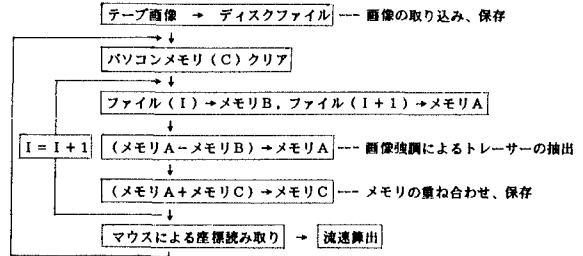 テープ画像 → ディスクファイル --- 画像の取り込み、保存
パソコンメモリ(C)クリア
ファイル(I)→メモリB,ファイル(I+1)→メモリA
I=I+1
(メモリA-メモリB)→メモリA --- 画像強調によるトレーサーの抽出
(メモリA+メモリC)→メモリC --- メモリの重ね合わせ、保存
マウスによる座標読み取り → 流速算出